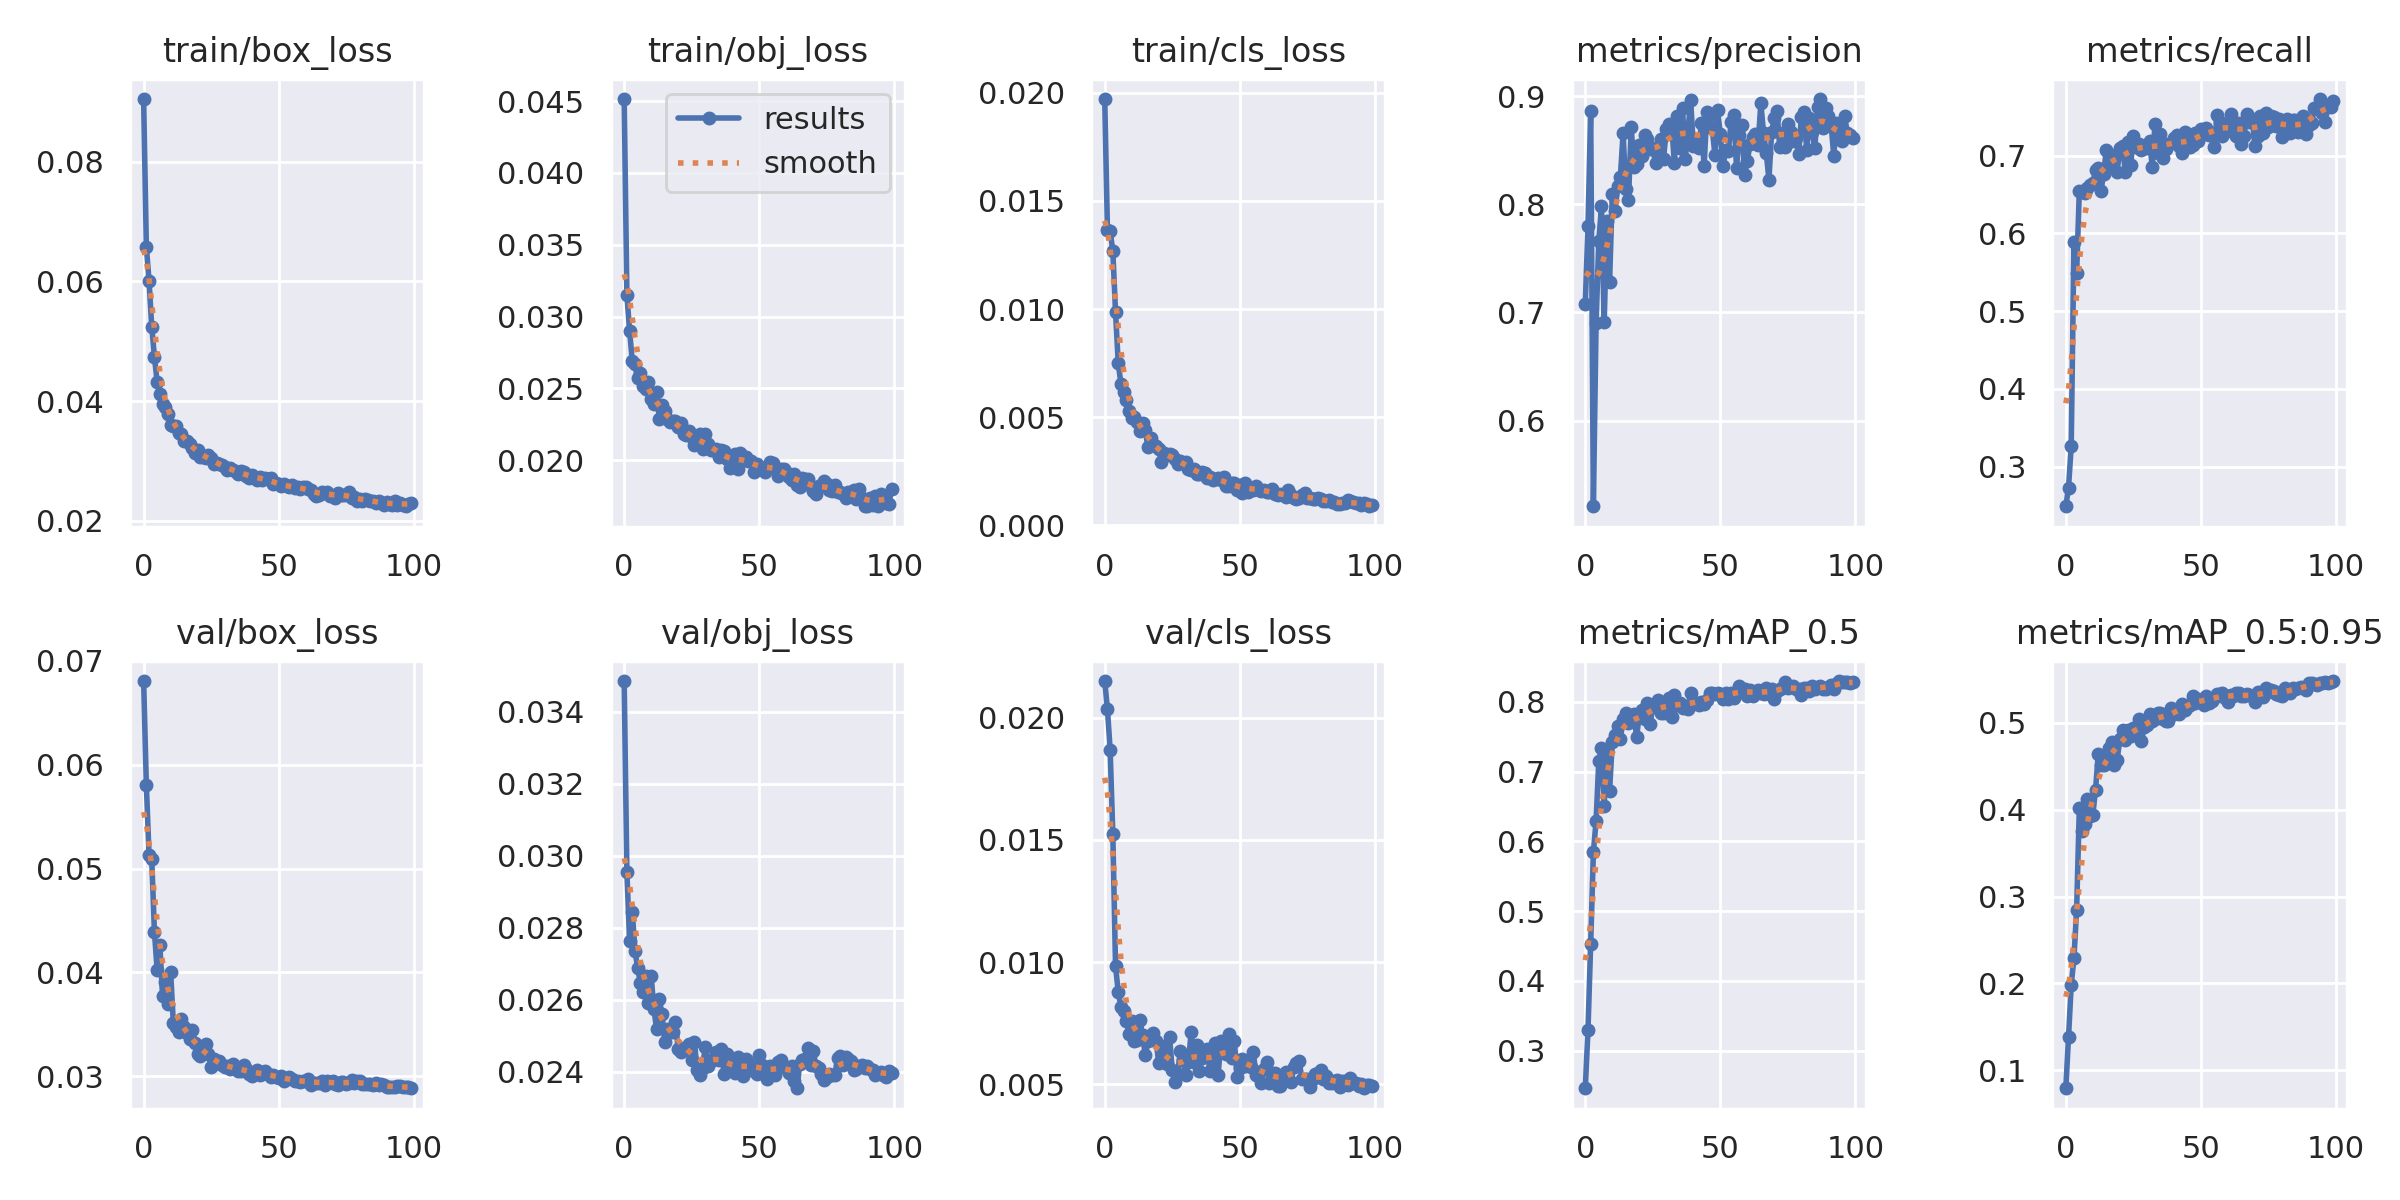 train/box_loss
0.08
0.06
0.04
0.02
0 50 100
train/obj_loss
results
smooth
0.045
0.040
0.035
0.030
0.025
0.020
0 50 100
train/cls_loss
0.020
0.015
0.010
0.005
0.000
0 50 100
metrics/precision
0.9
0.8
0.7
0.6
0 50 100
metrics/recall
0.7
0.6
0.5
0.4
0.3
0 50 100
val/box_loss
0.07
0.06
0.05
0.04
0.03
0 50 100
val/obj_loss
0.034
0.032
0.030
0.028
0.026
0.024
0 50 100
val/cls_loss
0.020
0.015
0.010
0.005
0 50 100
metrics/mAP_0.5
0.8
0.7
0.6
0.5
0.4
0.3
0 50 100
metrics/mAP_0.5:0.95
0.5
0.4
0.3
0.2
0.1
0 50 100